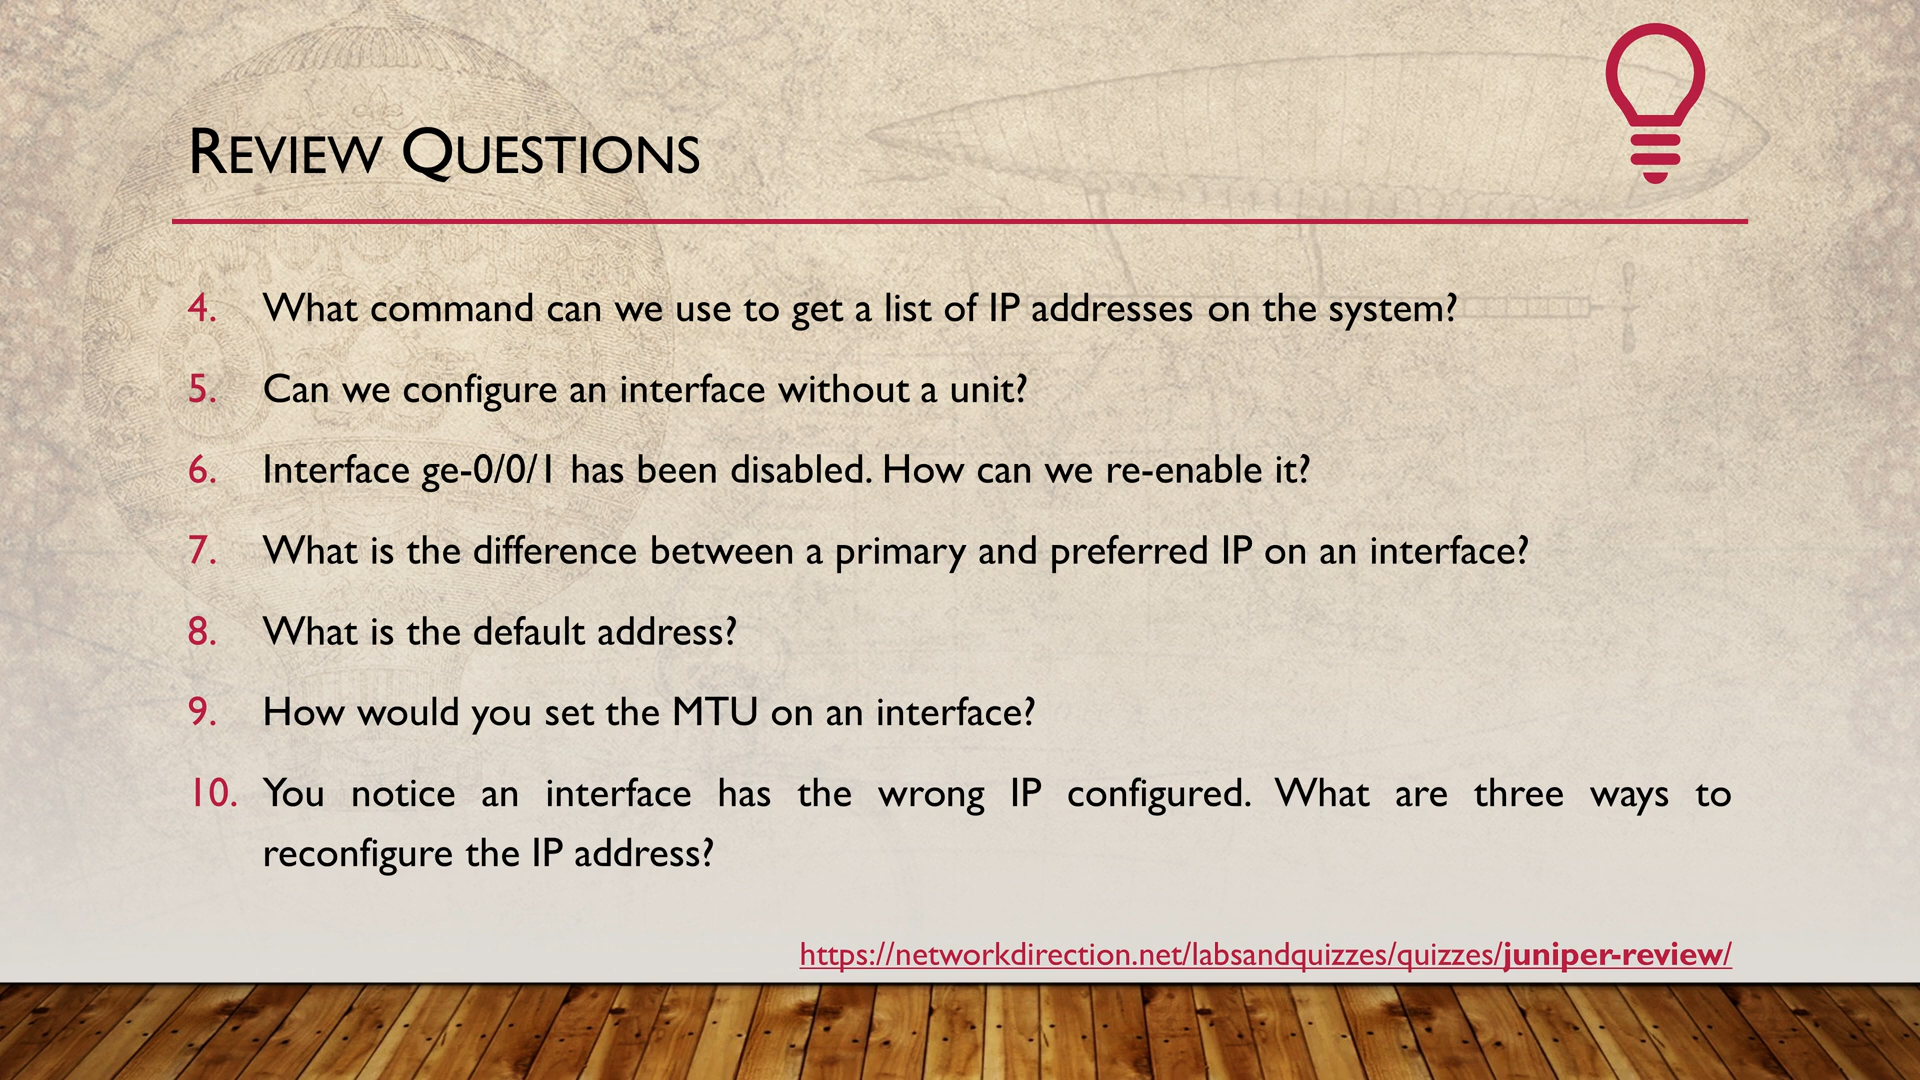 REVIEW QUESTIONS
4. What command can we use to get a list of IP addresses on the system?
5. Can we configure an interface without a unit?
6. Interface ge-0/0/1 has been disabled. How can we re-enable it?
7. What is the difference between a primary and preferred IP on an interface?
8. What is the default address?
9. How would you set the MTU on an interface?
10. You notice an interface has the wrong IP configured. What are three ways to
reconfigure the IP address?
https://networkdirection.net/labsandquizzes/quizzes/juniper-review/